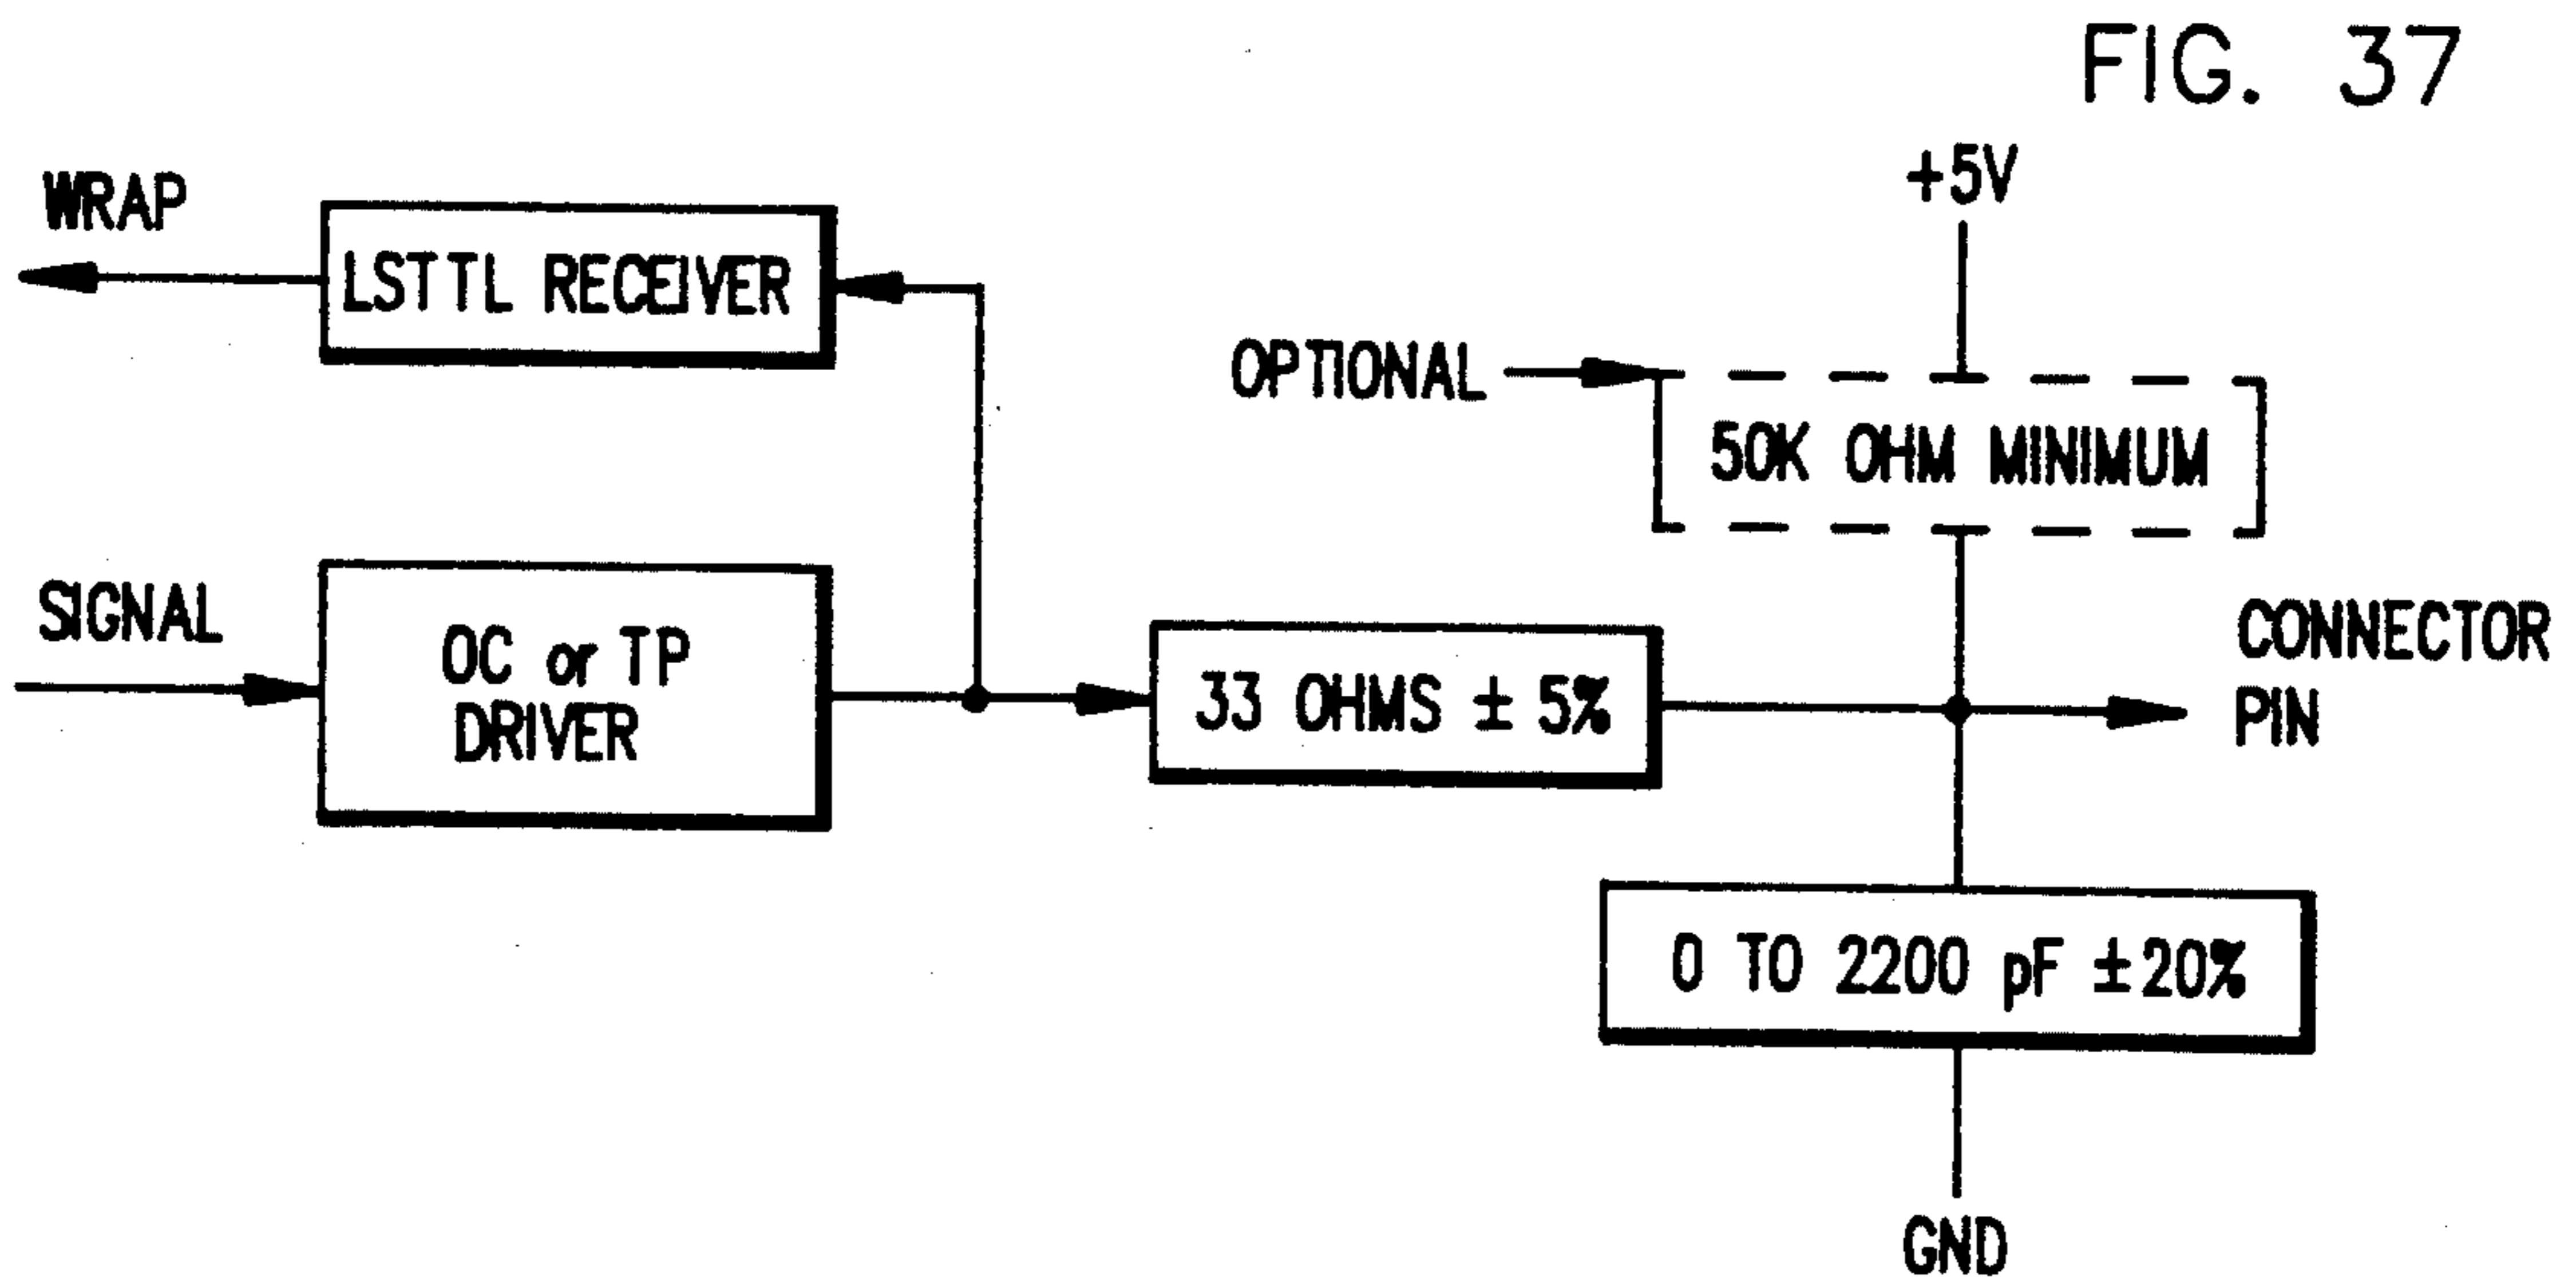 FIG. 37
+5V
WRAP
LSTTL RECEIVER
OPTIONAL
50K OHM MINIMUM
SIGNAL
OC or TP
DRIVER
33 OHMS ± 5%
CONNECTOR
PIN
0 TO 2200 pF ±20%
GND